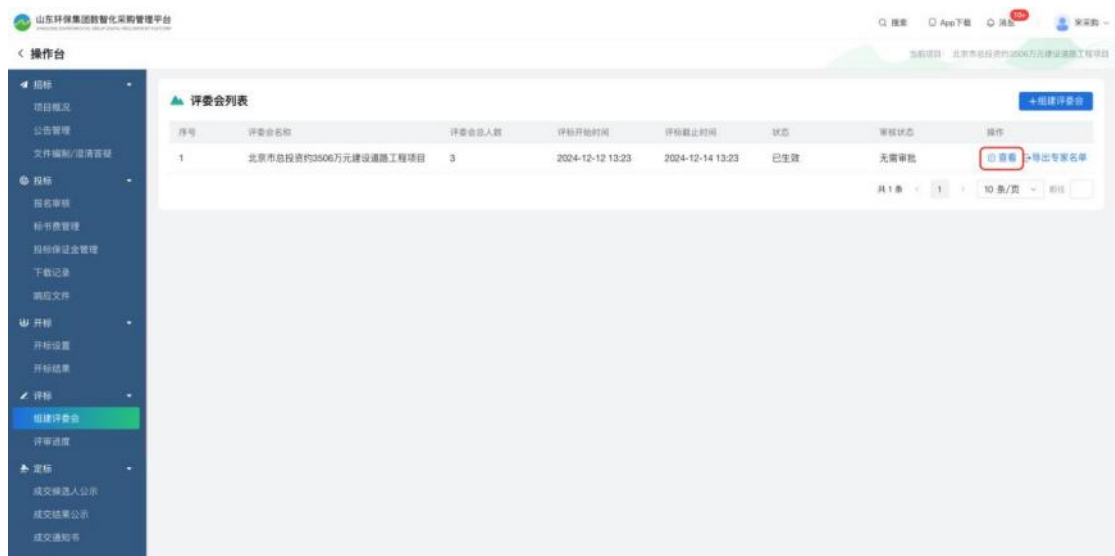 山东环保集团数智化采购管理平台
搜索 App下载 消息 10+ 宋采购
操作台
当前项目: 北京市总投资约3506万元建设道路工程项目
招标
项目概况
公告管理
文件编制/澄清答疑
投标
报名审核
标书费管理
投标保证金管理
下载记录
响应文件
开标
开标设置
开标结果
评标
组建评委会
评审进度
定标
成交候选人公示
成交结果公示
成交通知书
评委会列表
+组建评委会
序号 评委会名称 评委会总人数 评标开始时间 评标截止时间 状态 审核状态 操作
1 北京市总投资约3506万元建设道路工程项目 3 2024-12-12 13:23 2024-12-14 13:23 已生效 无需审批 查看 导出专家名单
共 1 条 < 1 > 10 条/页 前往